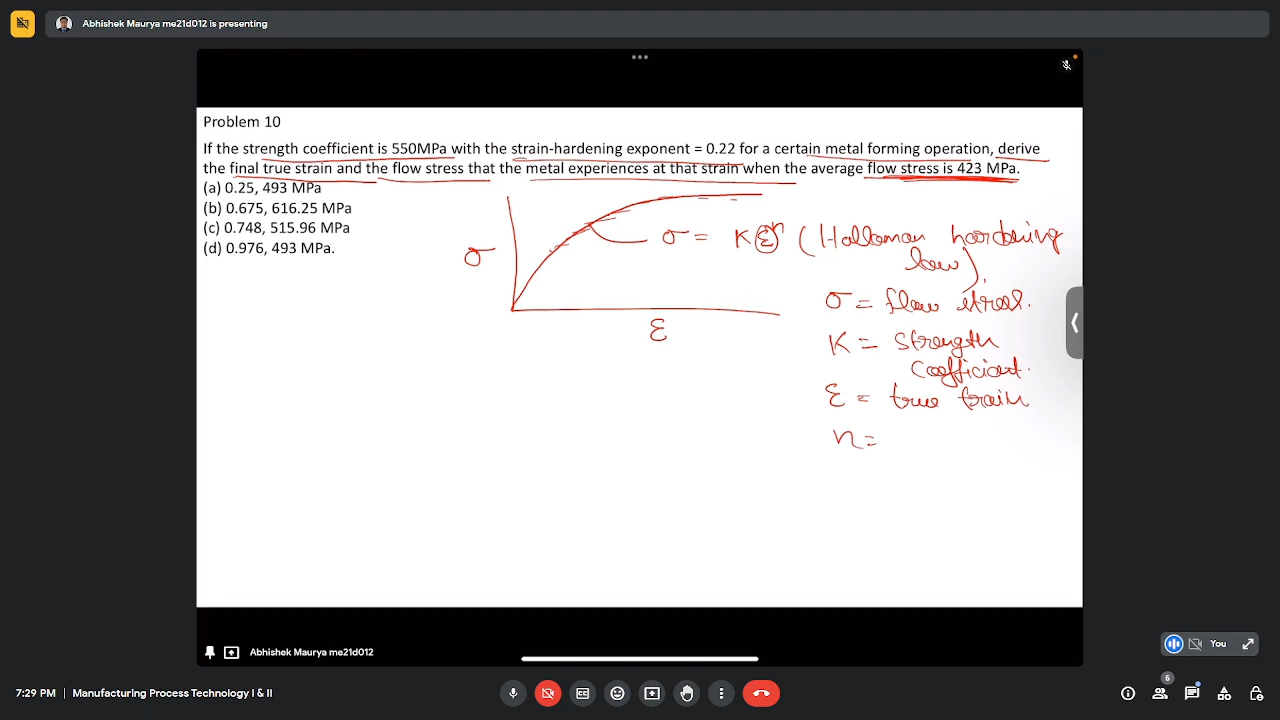 Abhishek Maurya me21d012 is presenting
Problem 10
If the strength coefficient is 550MPa with the strain-hardening exponent = 0.22 for a certain metal forming operation, derive
the final true strain and the flow stress that the metal experiences at that strain when the average flow stress is 423 MPa.
(a) 0.25, 493 MPa
(b) 0.675, 616.25 MPa
(c) 0.748, 515.96 MPa
(d) 0.976, 493 MPa.
σ
ε
σ = Kεⁿ (Holloman hardening
law)
σ = flow stress.
K = strength
coefficient.
ε = true train
n =
Abhishek Maurya me21d012
You
7:29 PM | Manufacturing Process Technology I & II
6